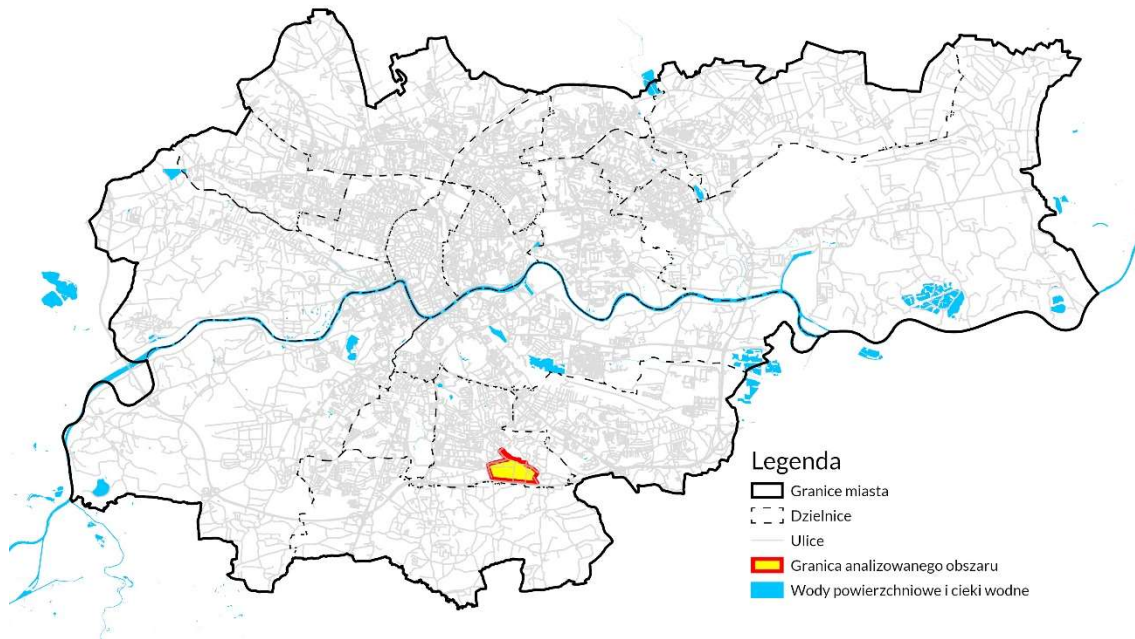 Legenda
Granice miasta
Dzielnice
Ulice
Granica analizowanego obszaru
Wody powierzchniowe i cieki wodne